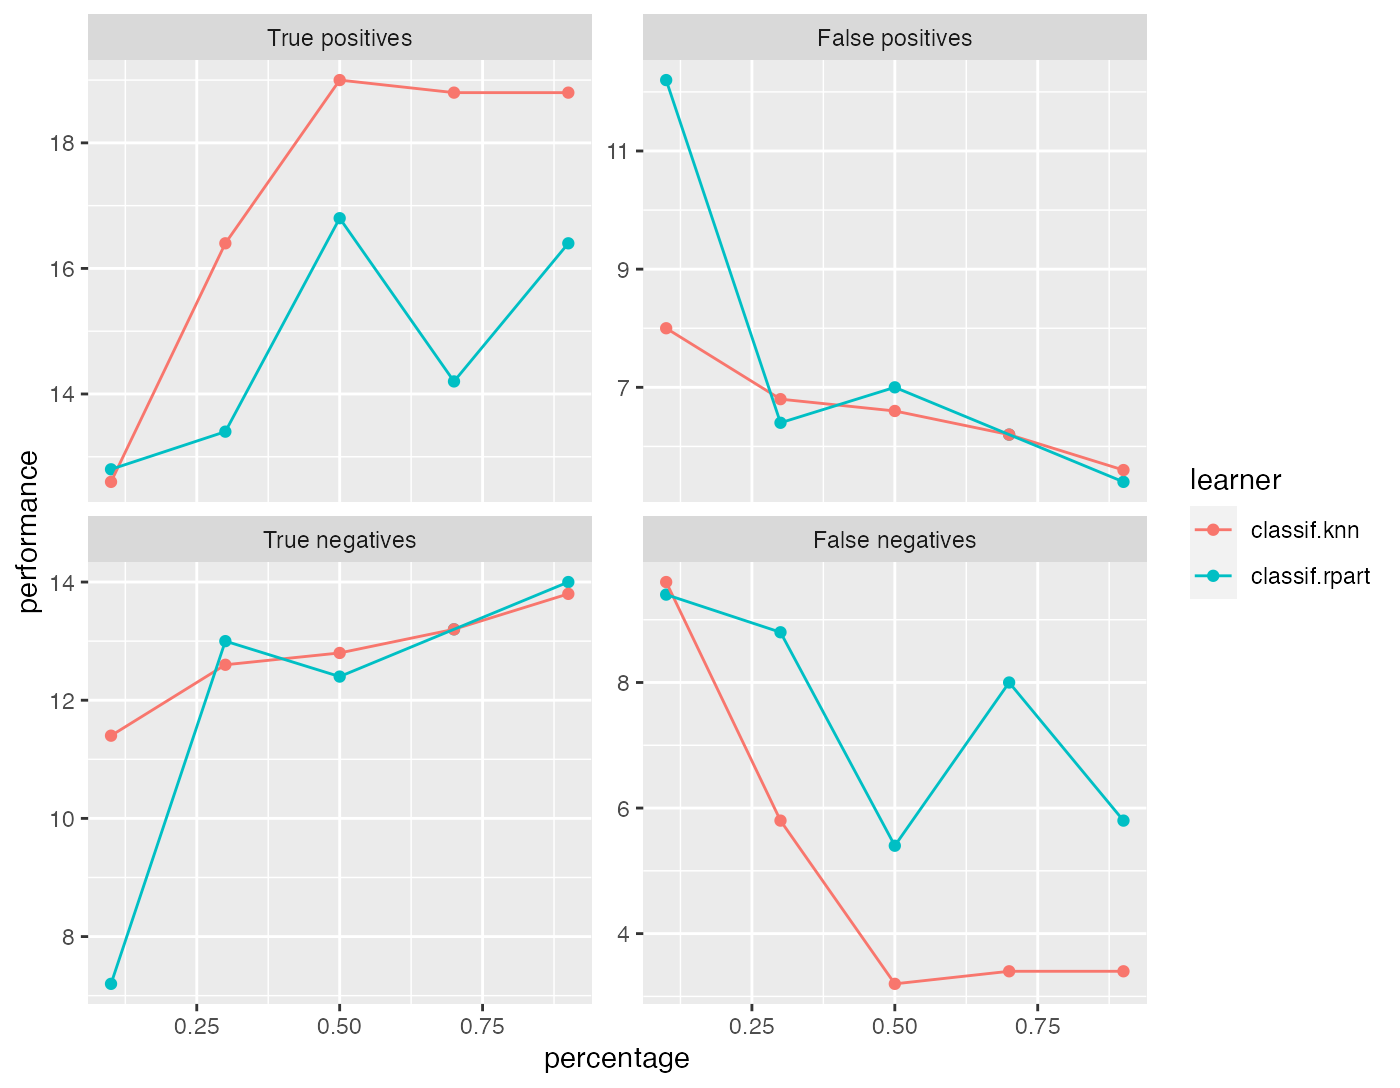 True positives
False positives
18
16
14
11
9
7
performance
True negatives
False negatives
14
12
10
8
8
6
4
0.25
0.50
0.75
0.25
0.50
0.75
percentage
learner
classif.knn
classif.rpart